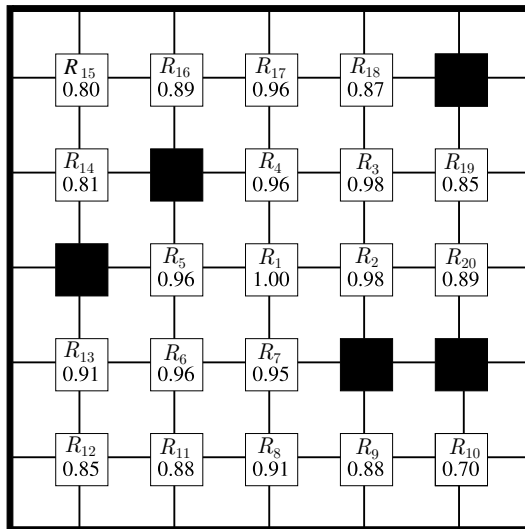 R15 R16 R17 R18
0.80 0.89 0.96 0.87
R14 R4 R3 R19
0.81 0.96 0.98 0.85
R5 R1 R2 R20
0.96 1.00 0.98 0.89
R13 R6 R7
0.91 0.96 0.95
R12 R11 R8 R9 R10
0.85 0.88 0.91 0.88 0.70